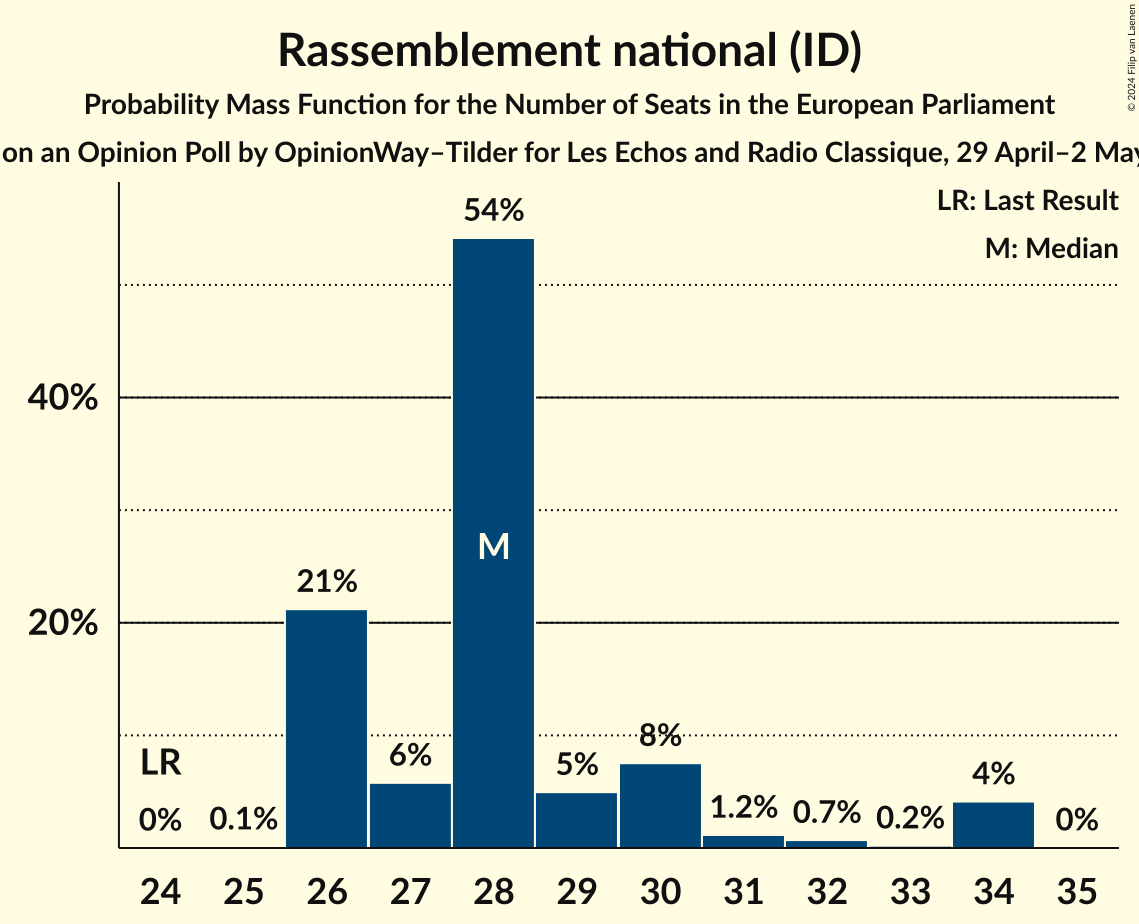 Rassemblement national (ID)
Probability Mass Function for the Number of Seats in the European Parliament
on an Opinion Poll by OpinionWay–Tilder for Les Echos and Radio Classique, 29 April–2 May
© 2024 Filip van Laenen
LR: Last Result
M: Median
54%
40%
M
21%
20%
LR
6%
8%
5%
4%
0%
0.1%
1.2%
0.7%
0.2%
0%
24 25 26 27 28 29 30 31 32 33 34 35